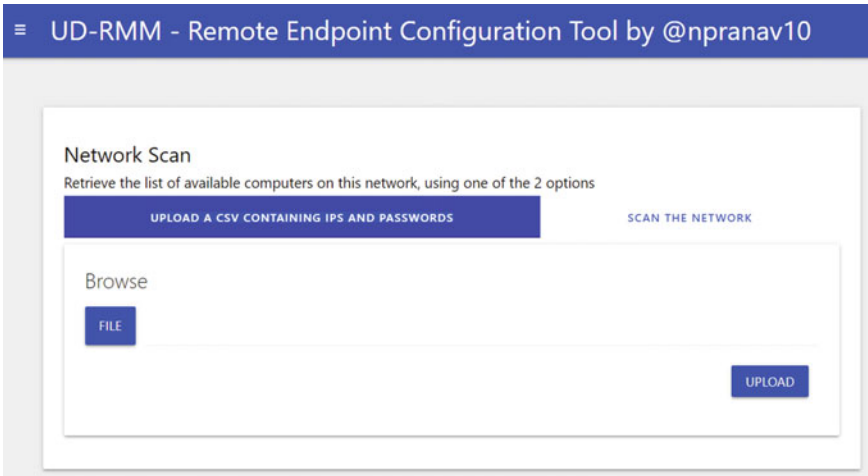 UD-RMM - Remote Endpoint Configuration Tool by @npranav10
Network Scan
Retrieve the list of available computers on this network, using one of the 2 options
UPLOAD A CSV CONTAINING IPS AND PASSWORDS
SCAN THE NETWORK
Browse
FILE
UPLOAD